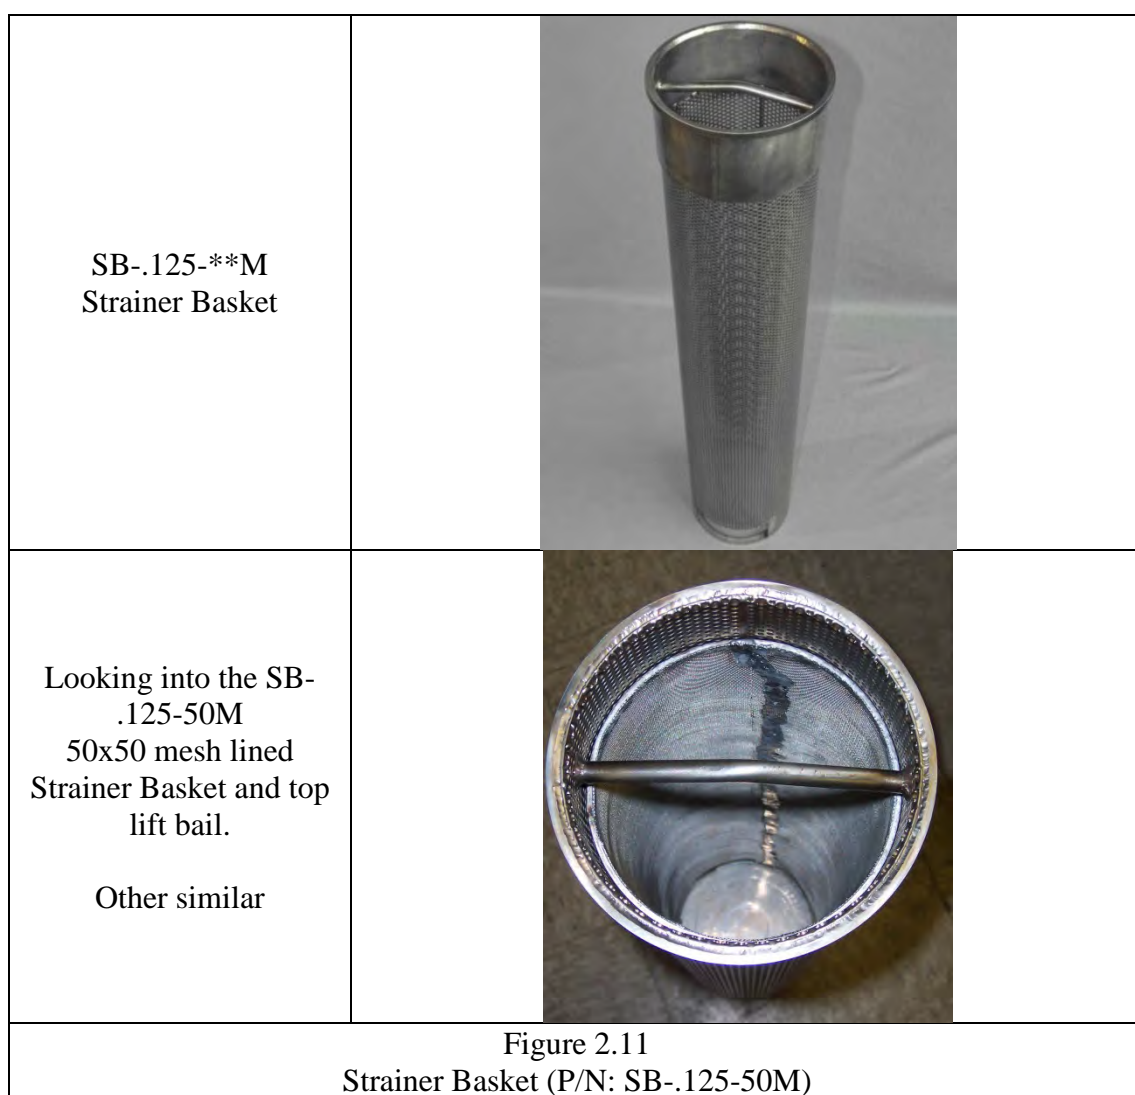 SB-.125-**M
Strainer Basket
Looking into the SB-
.125-50M
50x50 mesh lined
Strainer Basket and top
lift bail.
Other similar
Figure 2.11
Strainer Basket (P/N: SB-.125-50M)